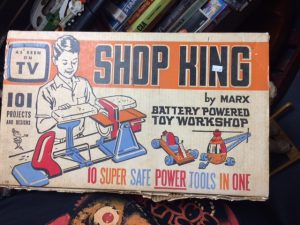 AS SEEN
ON
TV
SHOP KING
by MARX
BATTERY POWERED
TOY WORKSHOP
101
PROJECTS
AND DESIGNS
10 SUPER SAFE POWER TOOLS IN ONE